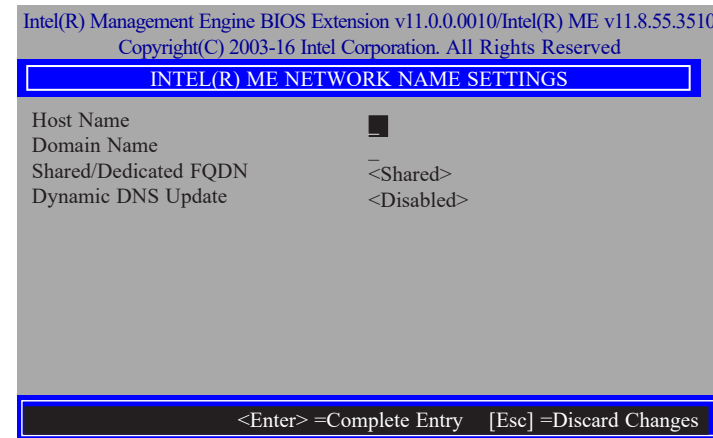 Intel(R) Management Engine BIOS Extension v11.0.0.0010/Intel(R) ME v11.8.55.3510
Copyright(C) 2003-16 Intel Corporation. All Rights Reserved
INTEL(R) ME NETWORK NAME SETTINGS
Host Name _
Domain Name _
Shared/Dedicated FQDN <Shared>
Dynamic DNS Update <Disabled>
<Enter> =Complete Entry [Esc] =Discard Changes